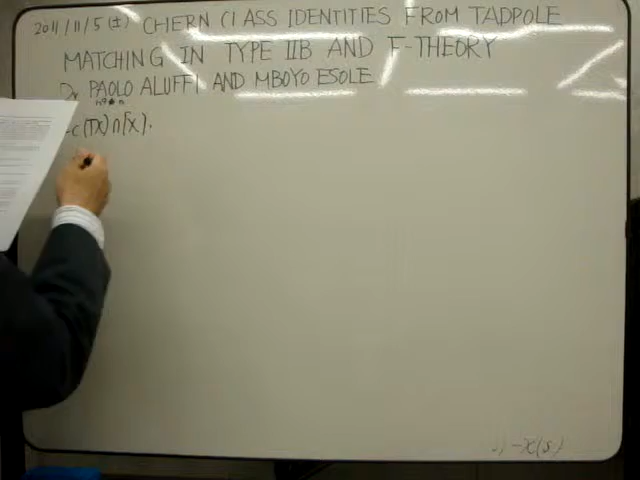 2011/11/5(土) CHERN CLASS IDENTITIES FROM TADPOLE
MATCHING IN TYPE IIB AND F-THEORY
Dr PAOLO ALUFFI AND MBOYO ESOLE
c(TX)∩[X].
-χ(S)